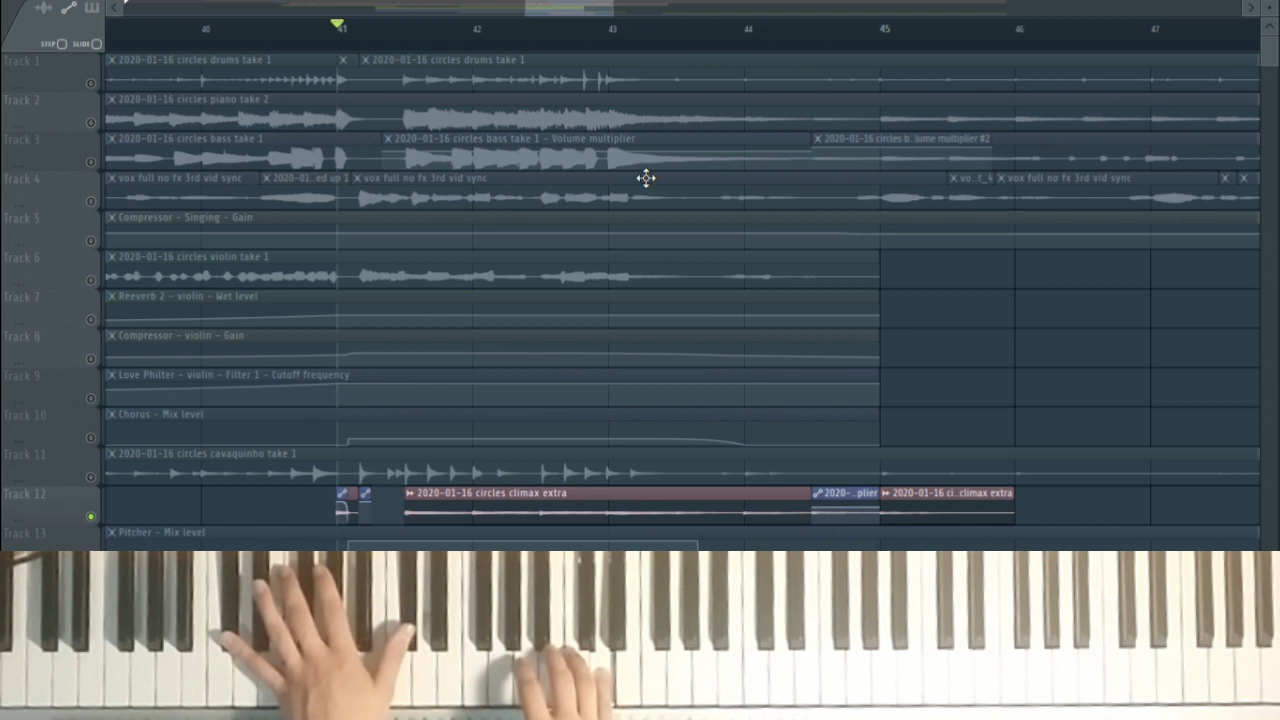 40 41 42 43 44 45 46 47
STEP SLIDE
Track 1
2020-01-16 circles drums take 1
2020-01-16 circles drums take 1
Track 2
2020-01-16 circles piano take 2
Track 3
2020-01-16 circles bass take 1
2020-01-16 circles bass take 1 - Volume multiplier
2020-01-16 circles b..lume multiplier #2
Track 4
vox full no fx 3rd vid sync
2020-01..ed up 1
vox full no fx 3rd vid sync
vo..t_4
vox full no fx 3rd vid sync
Track 5
Compressor - Singing - Gain
Track 6
2020-01-16 circles violin take 1
Track 7
Reeverb 2 - violin - Wet level
Track 8
Compressor - violin - Gain
Track 9
Love Philter - violin - Filter 1 - Cutoff frequency
Track 10
Chorus - Mix level
Track 11
2020-01-16 circles cavaquinho take 1
Track 12
2020-01-16 circles climax extra
2020-..plier
2020-01-16 ci..climax extra
Track 13
Pitcher - Mix level